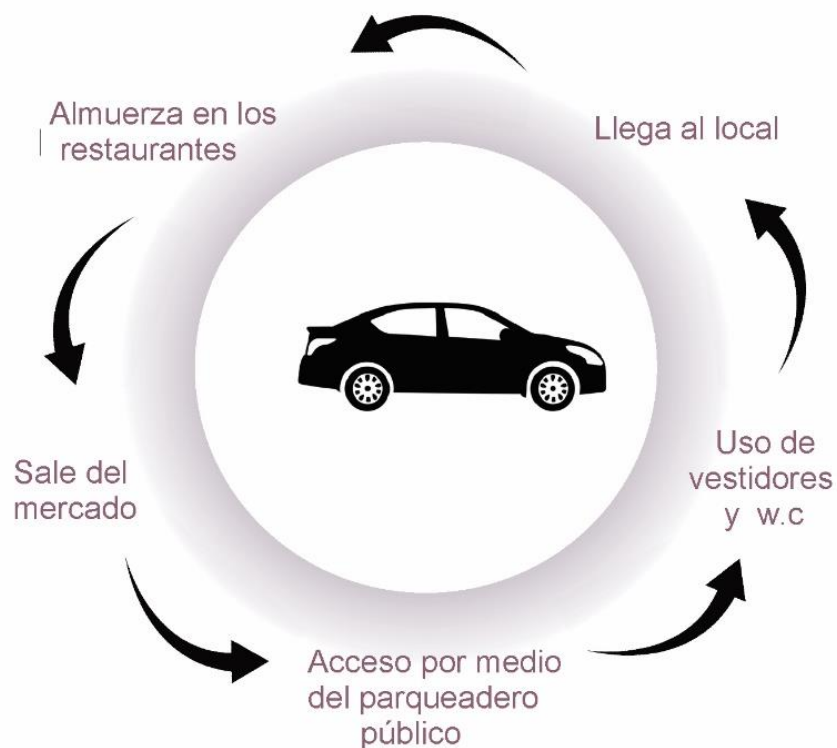 Almuerza en los
restaurantes
Llega al local
Sale del
mercado
Uso de
vestidores
y w.c
Acceso por medio
del parqueadero
público